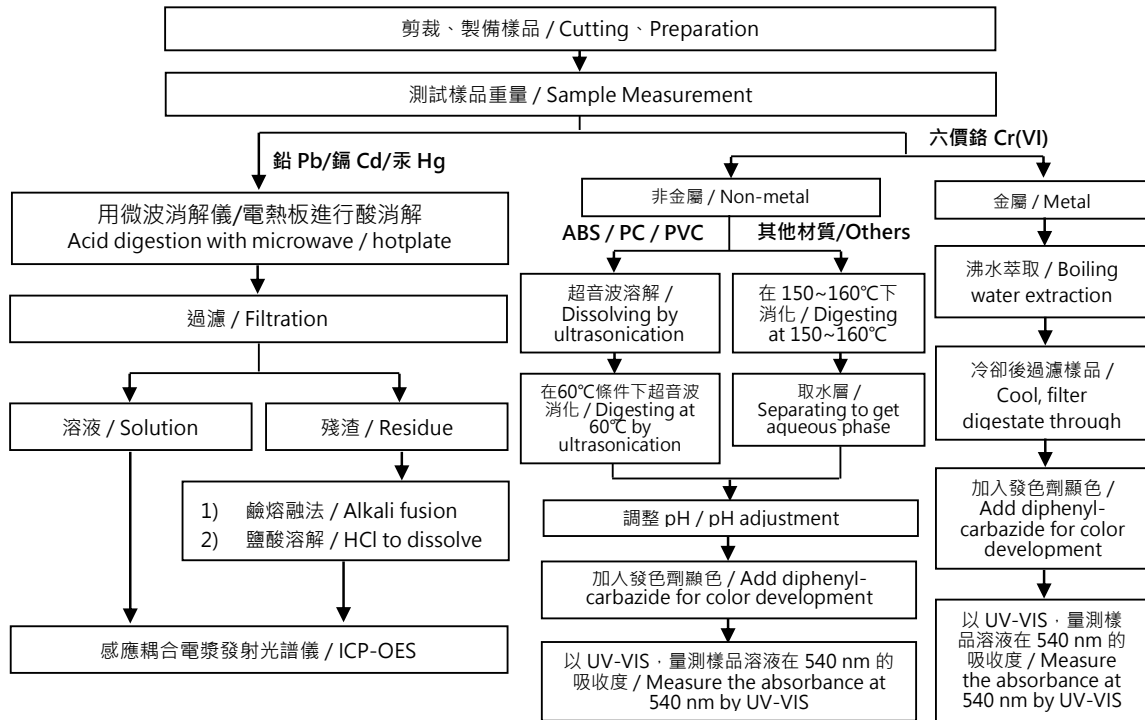 剪裁、製備樣品 / Cutting、Preparation
測試樣品重量 / Sample Measurement
鉛 Pb/鎘 Cd/汞 Hg
用微波消解儀/電熱板進行酸消解
Acid digestion with microwave / hotplate
過濾 / Filtration
溶液 / Solution
殘渣 / Residue
1) 鹼熔融法 / Alkali fusion
2) 鹽酸溶解 / HCl to dissolve
感應耦合電漿發射光譜儀 / ICP-OES
六價鉻 Cr(VI)
非金屬 / Non-metal
ABS / PC / PVC
其他材質/Others
超音波溶解 /
Dissolving by
ultrasonication
在60℃條件下超音波
消化 / Digesting at
60℃ by
ultrasonication
在 150~160℃下
消化 / Digesting
at 150~160℃
取水層 /
Separating to get
aqueous phase
調整 pH / pH adjustment
加入發色劑顯色 / Add diphenyl-
carbazide for color development
以 UV-VIS，量測樣品溶液在 540 nm 的
吸收度 / Measure the absorbance at
540 nm by UV-VIS
金屬 / Metal
沸水萃取 / Boiling
water extraction
冷卻後過濾樣品 /
Cool, filter
digestate through
加入發色劑顯色 /
Add diphenyl-
carbazide for color
development
以 UV-VIS，量測樣
品溶液在 540 nm 的
吸收度 / Measure
the absorbance at
540 nm by UV-VIS